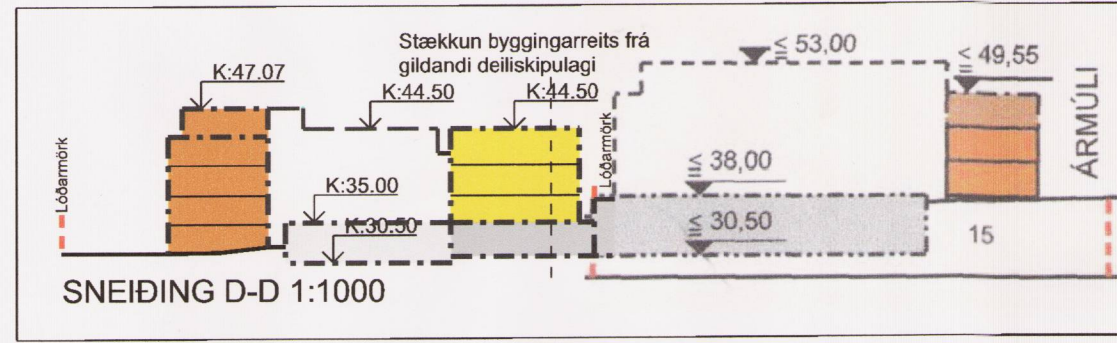 Stækkun byggingarreits frá
gildandi deiliskipulagi
K:47.07
K:44.50
K:44.50
≤ 53,00
≤ 49,55
ÁRMÚLI
Lóðarmörk
Lóðarmörk
≤ 38,00
K:35.00
K:30.50
≤ 30,50
15
SNEIÐING D-D 1:1000